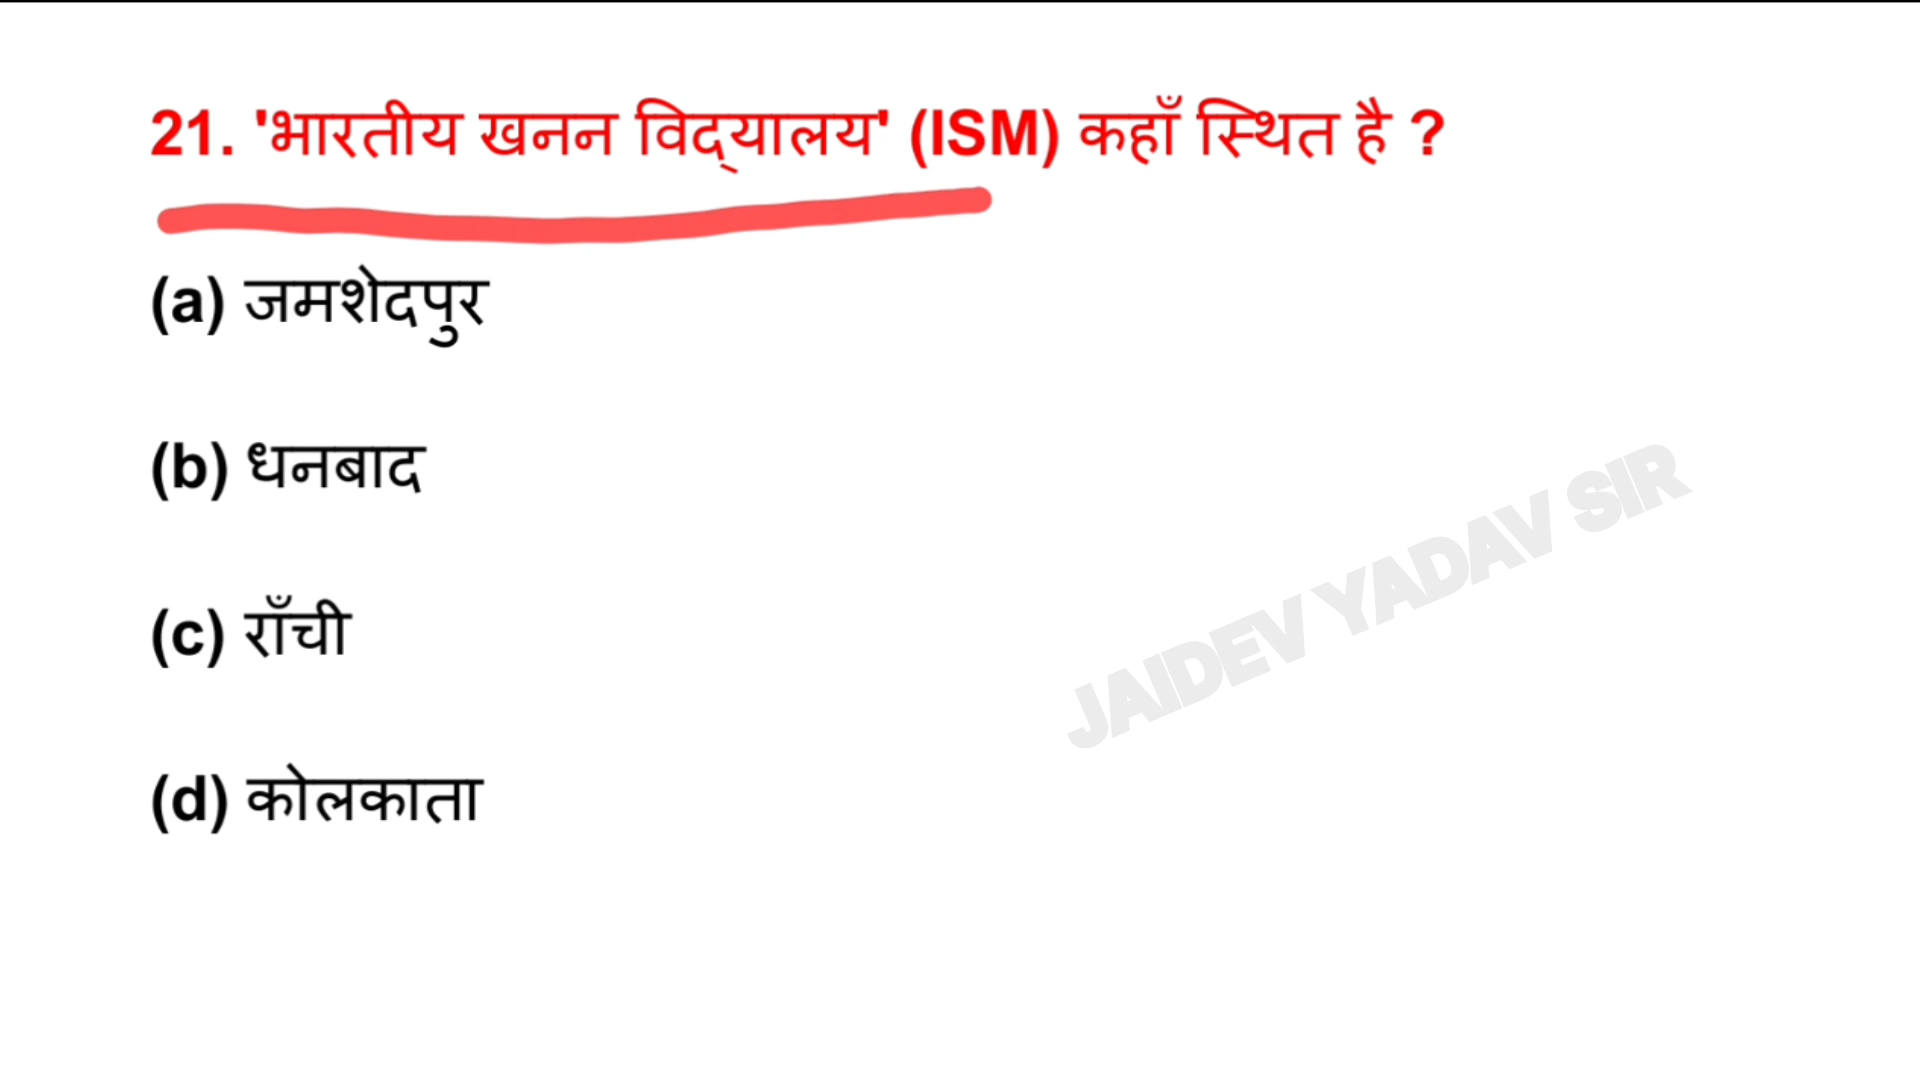 21. 'भारतीय खनन विद्यालय' (ISM) कहाँ स्थित है ?
(a) जमशेदपुर
(b) धनबाद
(c) राँची
(d) कोलकाता
JAIDEV YADAV SIR